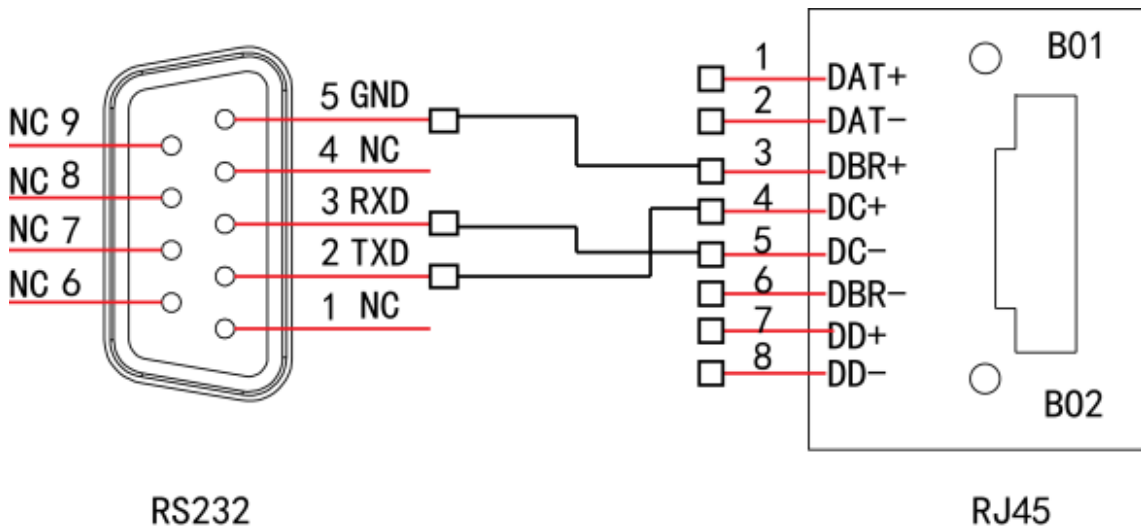 NC 9
NC 8
NC 7
NC 6
5 GND
4 NC
3 RXD
2 TXD
1 NC
1 DAT+
2 DAT-
3 DBR+
4 DC+
5 DC-
6 DBR-
7 DD+
8 DD-
B01
B02
RS232
RJ45